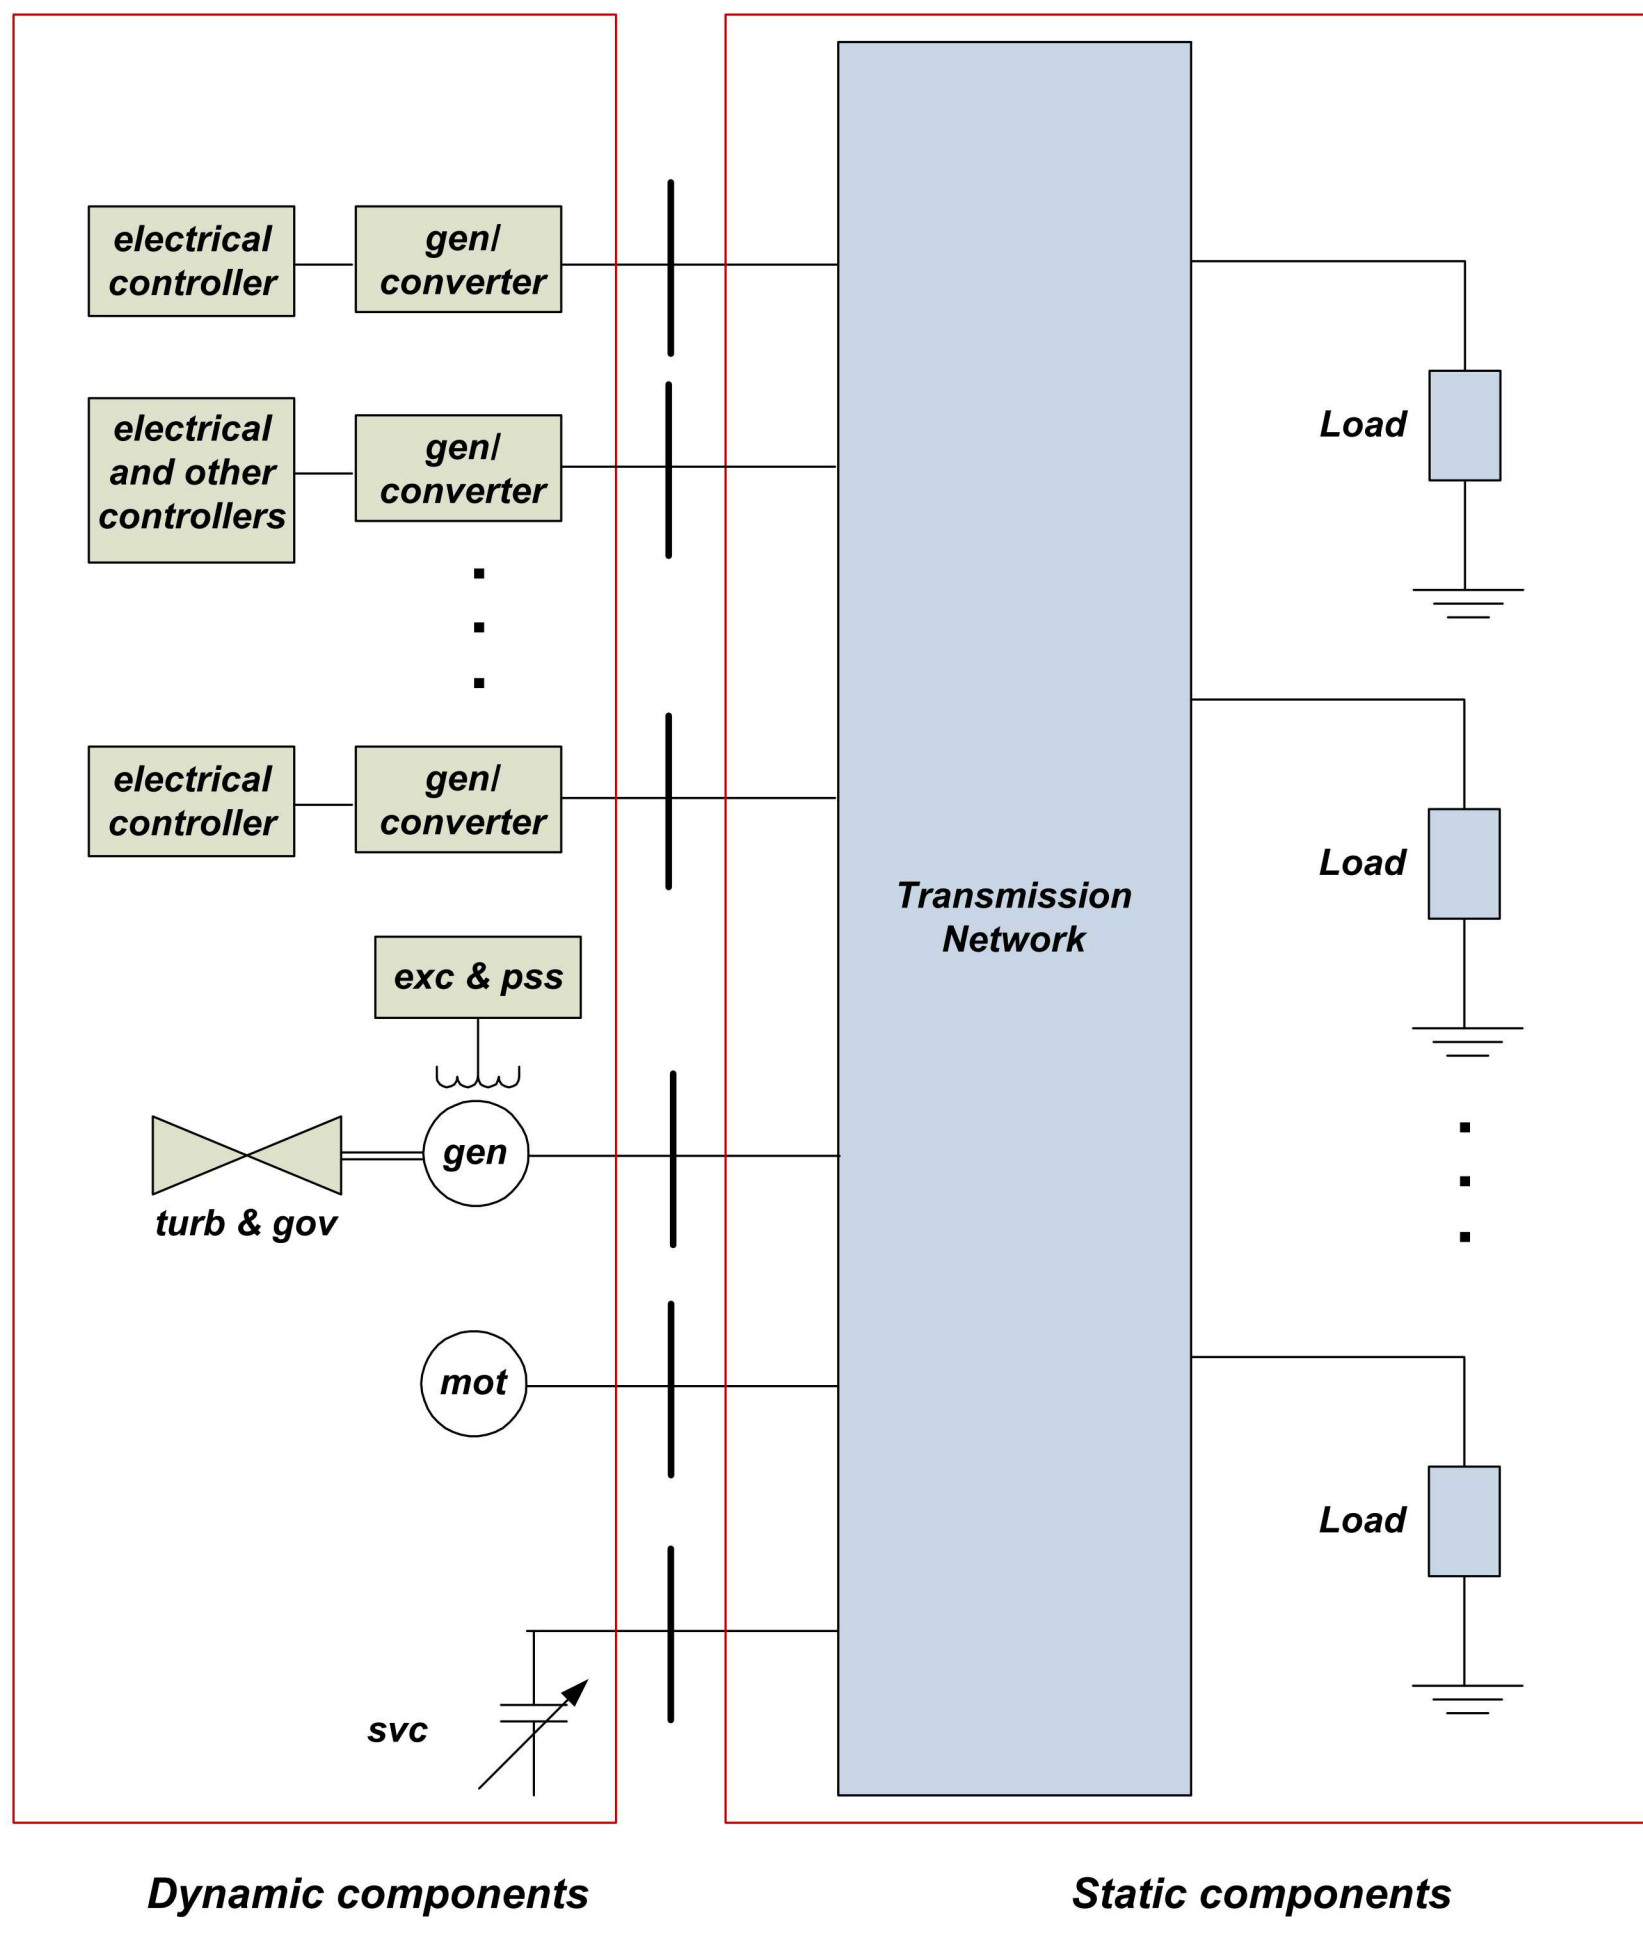 electrical
controller
gen/
converter
electrical
and other
controllers
gen/
converter
electrical
controller
gen/
converter
exc & pss
gen
turb & gov
mot
svc
Transmission
Network
Load
Load
Load
Dynamic components
Static components